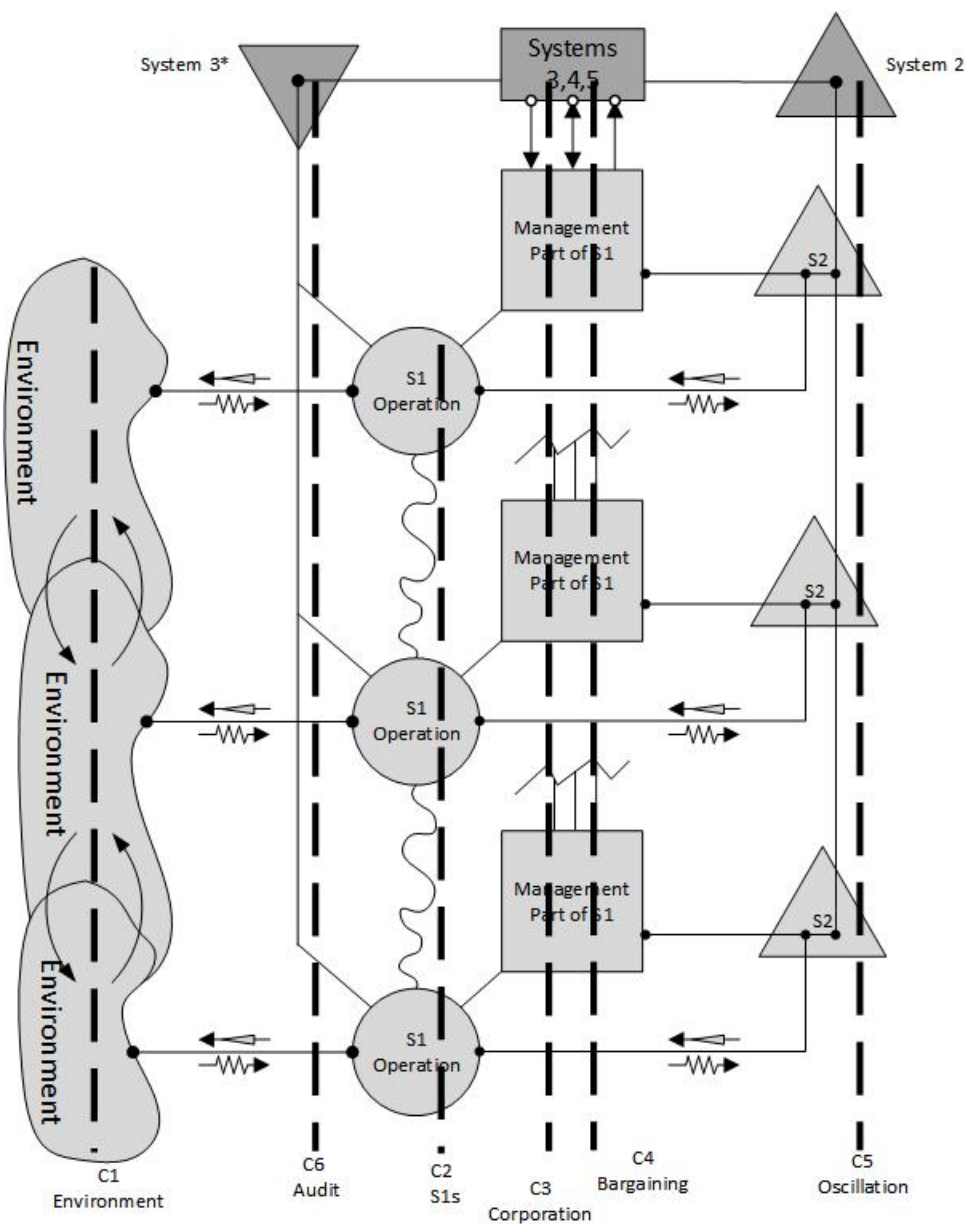 System 3*
Systems
3,4,5
System 2
Management
Part of S1
S2
Environment
S1
Operation
Management
Part of S1
S2
Environment
S1
Operation
Management
Part of S1
S2
Environment
S1
Operation
C1
Environment
C6
Audit
C2
S1s
C3
Corporation
C4
Bargaining
C5
Oscillation